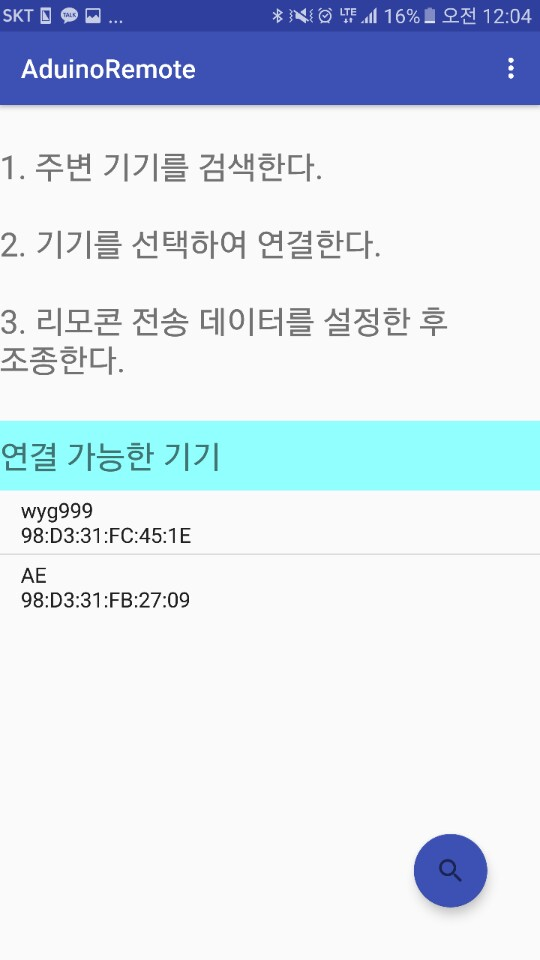 SKT TALK ... LTE 16% 오전 12:04
AduinoRemote
1. 주변 기기를 검색한다.
2. 기기를 선택하여 연결한다.
3. 리모콘 전송 데이터를 설정한 후
조종한다.
연결 가능한 기기
wyg999
98:D3:31:FC:45:1E
AE
98:D3:31:FB:27:09